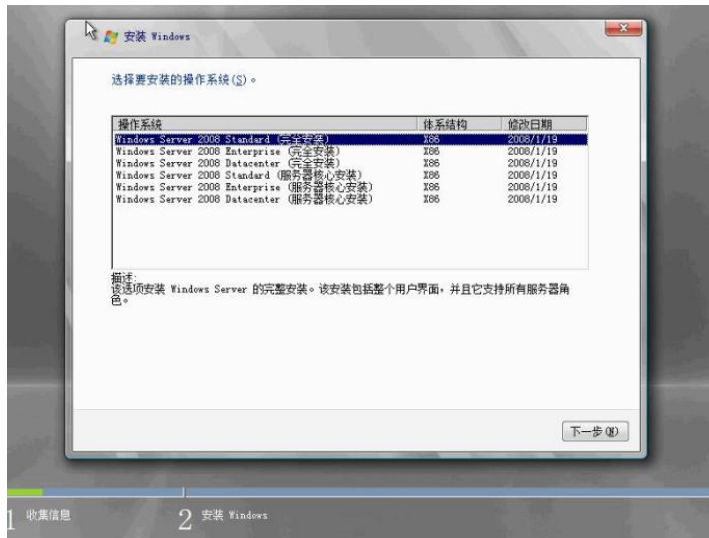 安装 Windows
选择要安装的操作系统(S)。
操作系统 体系结构 修改日期
Windows Server 2008 Standard (完全安装) X86 2008/1/19
Windows Server 2008 Enterprise (完全安装) X86 2008/1/19
Windows Server 2008 Datacenter (完全安装) X86 2008/1/19
Windows Server 2008 Standard (服务器核心安装) X86 2008/1/19
Windows Server 2008 Enterprise (服务器核心安装) X86 2008/1/19
Windows Server 2008 Datacenter (服务器核心安装) X86 2008/1/19
描述:
该选项安装 Windows Server 的完整安装。该安装包括整个用户界面，并且它支持所有服务器角
色。
下一步(N)
1 收集信息 2 安装 Windows